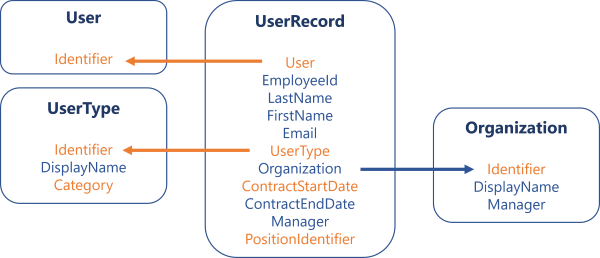 User
Identifier
UserType
Identifier
DisplayName
Category
UserRecord
User
EmployeeId
LastName
FirstName
Email
UserType
Organization
ContractStartDate
ContractEndDate
Manager
PositionIdentifier
Organization
Identifier
DisplayName
Manager